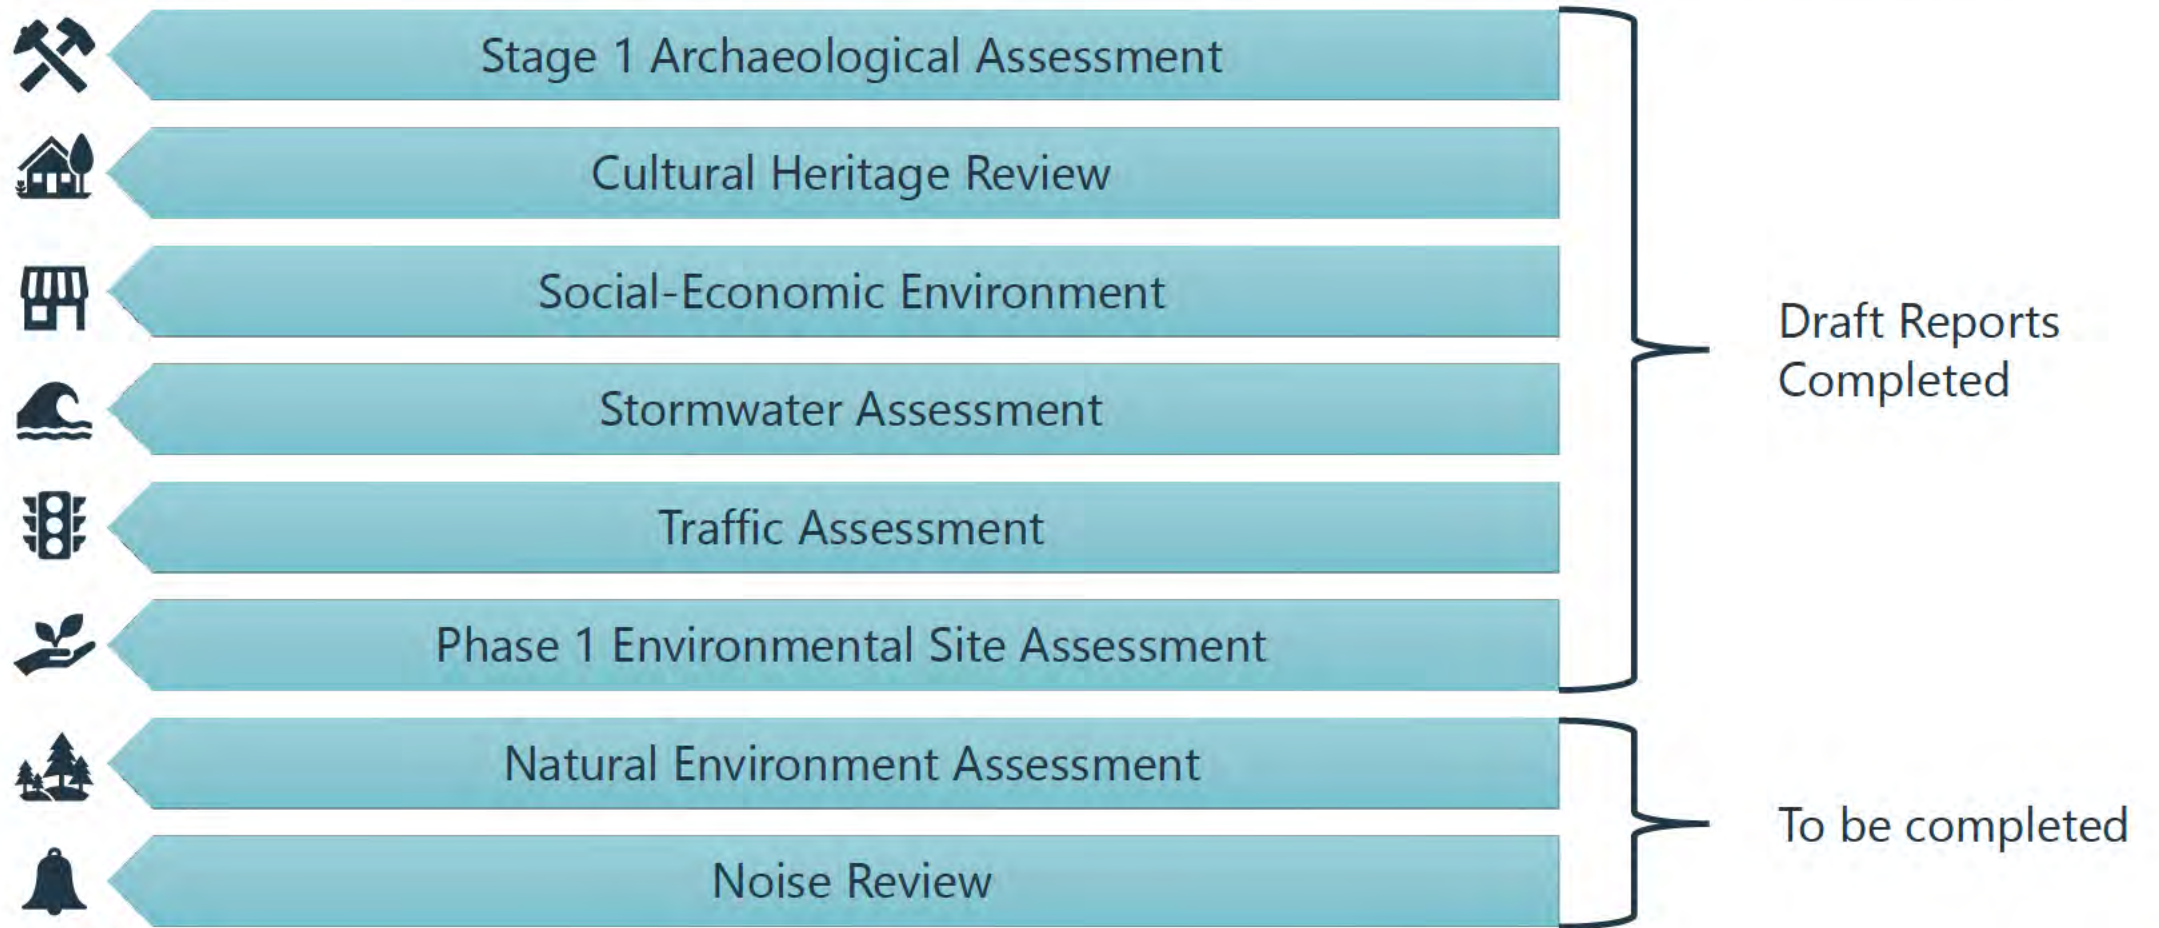 Stage 1 Archaeological Assessment
Cultural Heritage Review
Social-Economic Environment
Stormwater Assessment
Traffic Assessment
Phase 1 Environmental Site Assessment
Draft Reports
Completed
Natural Environment Assessment
Noise Review
To be completed